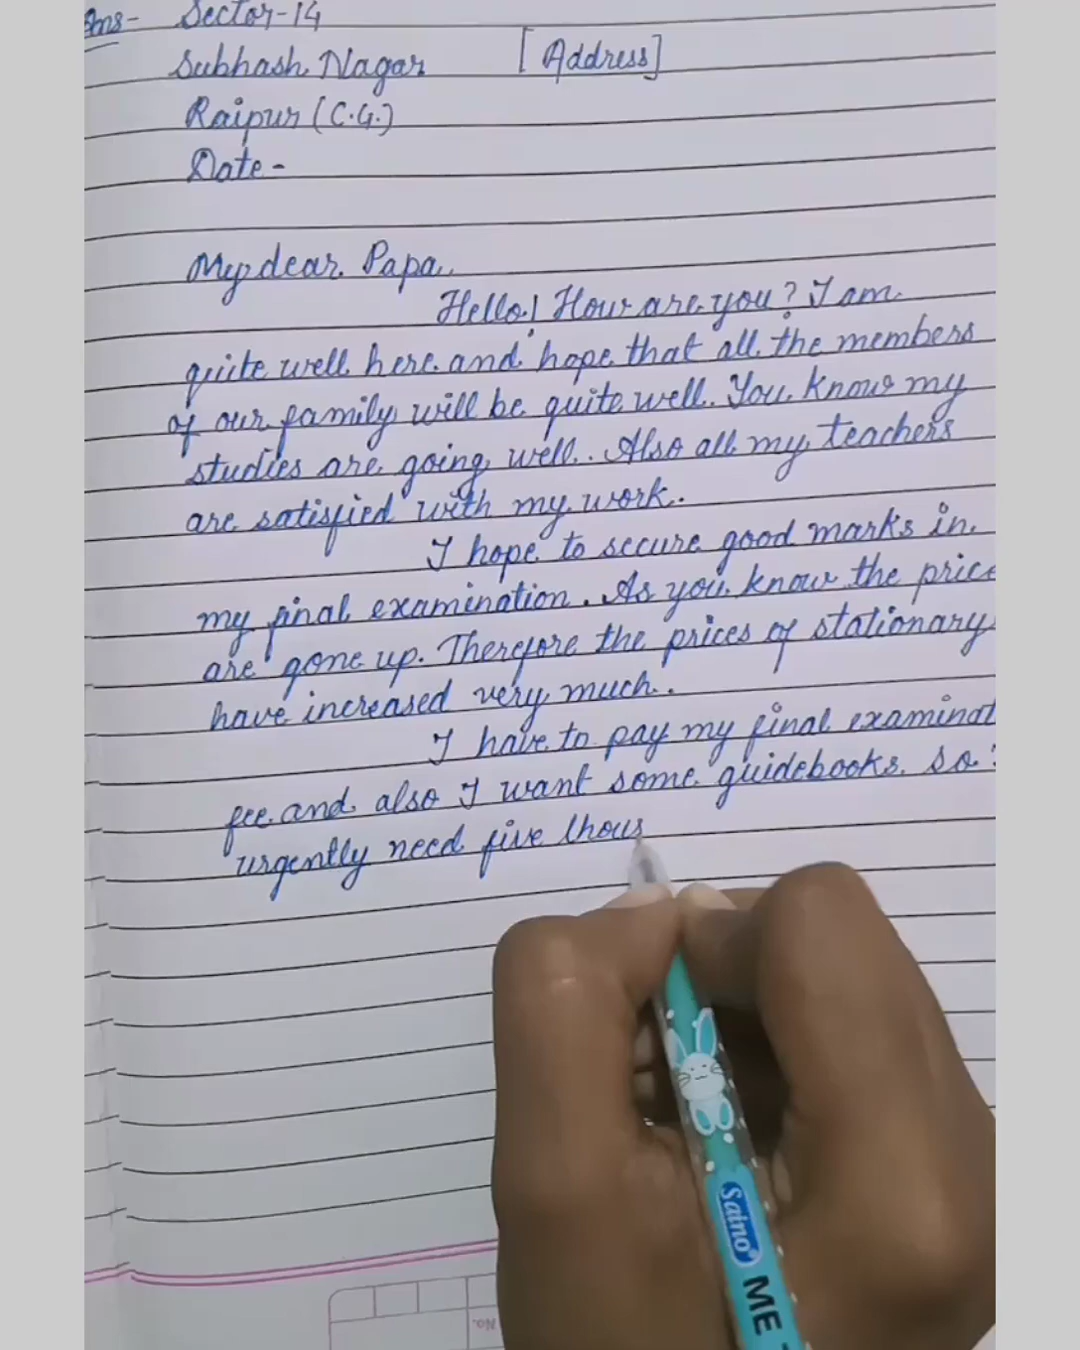 Ans- Sector-14
Subhash Nagar [Address]
Raipur (C.G.)
Date -
My dear Papa,
Hello! How are you? I am
quite well here and hope that all the members
of our family will be quite well. You know my
studies are going well. Also all my teachers
are satisfied with my work.
I hope to secure good marks in
my final examination. As you know the price
are gone up. Therefore the prices of stationary
have increased very much.
I have to pay my final examinat
fee and also I want some guidebooks. So
urgently need five thous
Saino
ME
No.